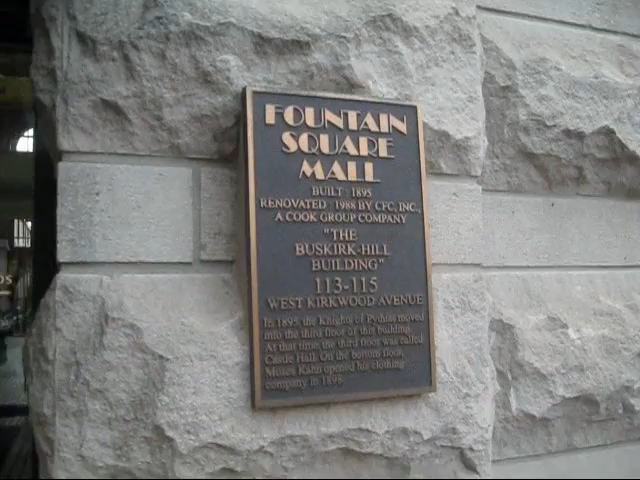 FOUNTAIN
SQUARE
MALL
BUILT : 1895
RENOVATED : 1988 BY CFC, INC.,
A COOK GROUP COMPANY
"THE
BUSKIRK-HILL
BUILDING"
113-115
WEST KIRKWOOD AVENUE
In 1895, the Knights of Pythias moved
into the third floor of this building.
At that time, the third floor was called
Castle Hall. On the bottom floor,
Moses Kahn opened his clothing
company in 1898.